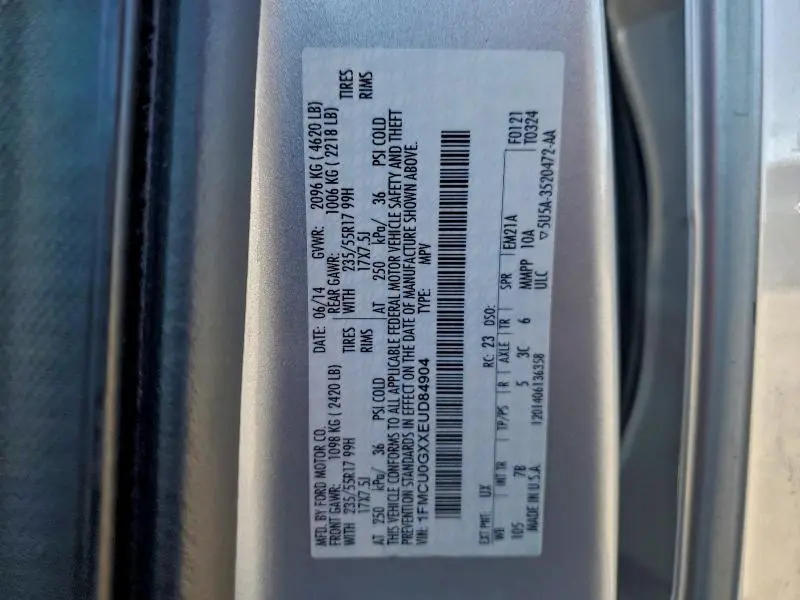 MFD. BY FORD MOTOR CO.
DATE: 06/14 GVWR: 2096 KG ( 4620 LB)
FRONT GAWR: 1098 KG ( 2420 LB) REAR GAWR: 1006 KG ( 2218 LB)
WITH 235/55R17 99H TIRES WITH 235/55R17 99H TIRES
17X7.5J RIMS 17X7.5J RIMS
AT 250 kPa/ 36 PSI COLD AT 250 kPa/ 36 PSI COLD
THIS VEHICLE CONFORMS TO ALL APPLICABLE FEDERAL MOTOR VEHICLE SAFETY AND THEFT
PREVENTION STANDARDS IN EFFECT ON THE DATE OF MANUFACTURE SHOWN ABOVE.
VIN: 1FMCU0GXXEUD84904 TYPE: MPV
EXT PNT: UX RC: 23 DSO: F0121
WB INT TR TP/PS R AXLE TR SPR EM21A T0324
105 7B 5 3C 6 MMPP 10A
MADE IN U.S.A. 1201406136358 ULC ▽5U5A-3520472-AA